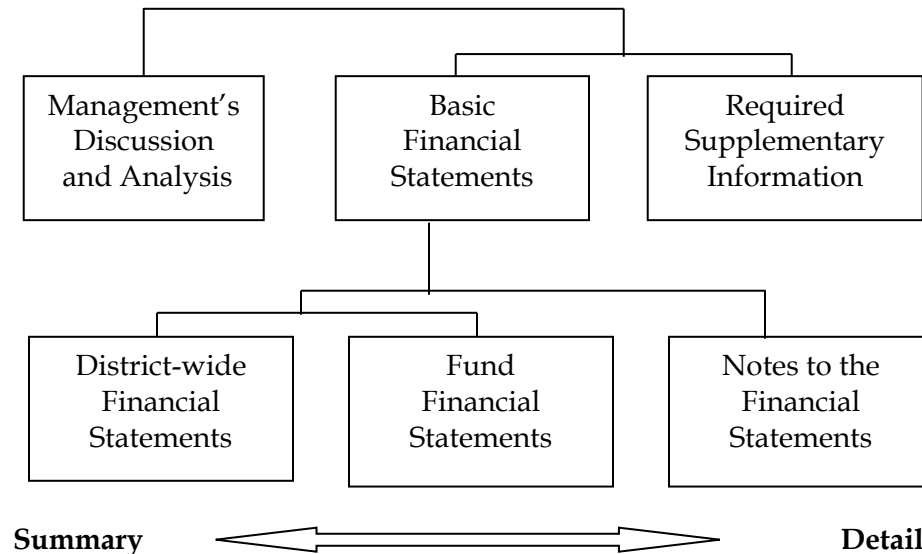 Management’s
Discussion
and Analysis
Basic
Financial
Statements
Required
Supplementary
Information
District-wide
Financial
Statements
Fund
Financial
Statements
Notes to the
Financial
Statements
Summary
Detail